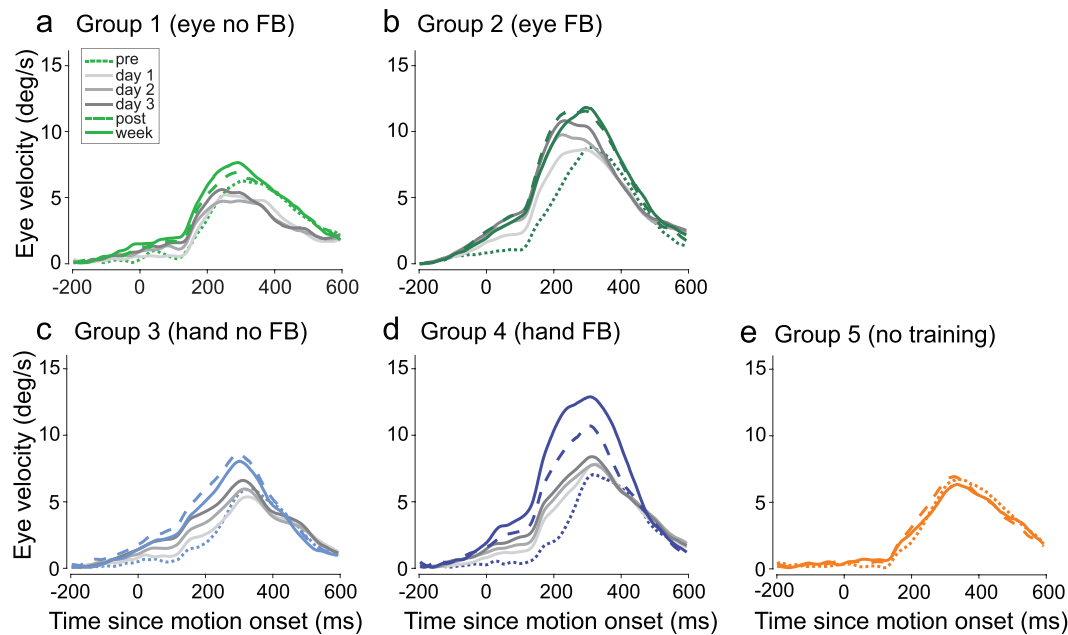 a Group 1 (eye no FB)
b Group 2 (eye FB)
Eye velocity (deg/s)
15
10
5
0
pre
day 1
day 2
day 3
post
week
-200 0 200 400 600
15
10
5
0
-200 0 200 400 600
c Group 3 (hand no FB)
d Group 4 (hand FB)
e Group 5 (no training)
Eye velocity (deg/s)
15
10
5
0
-200 0 200 400 600
Time since motion onset (ms)
15
10
5
0
-200 0 200 400 600
Time since motion onset (ms)
15
10
5
0
-200 0 200 400 600
Time since motion onset (ms)